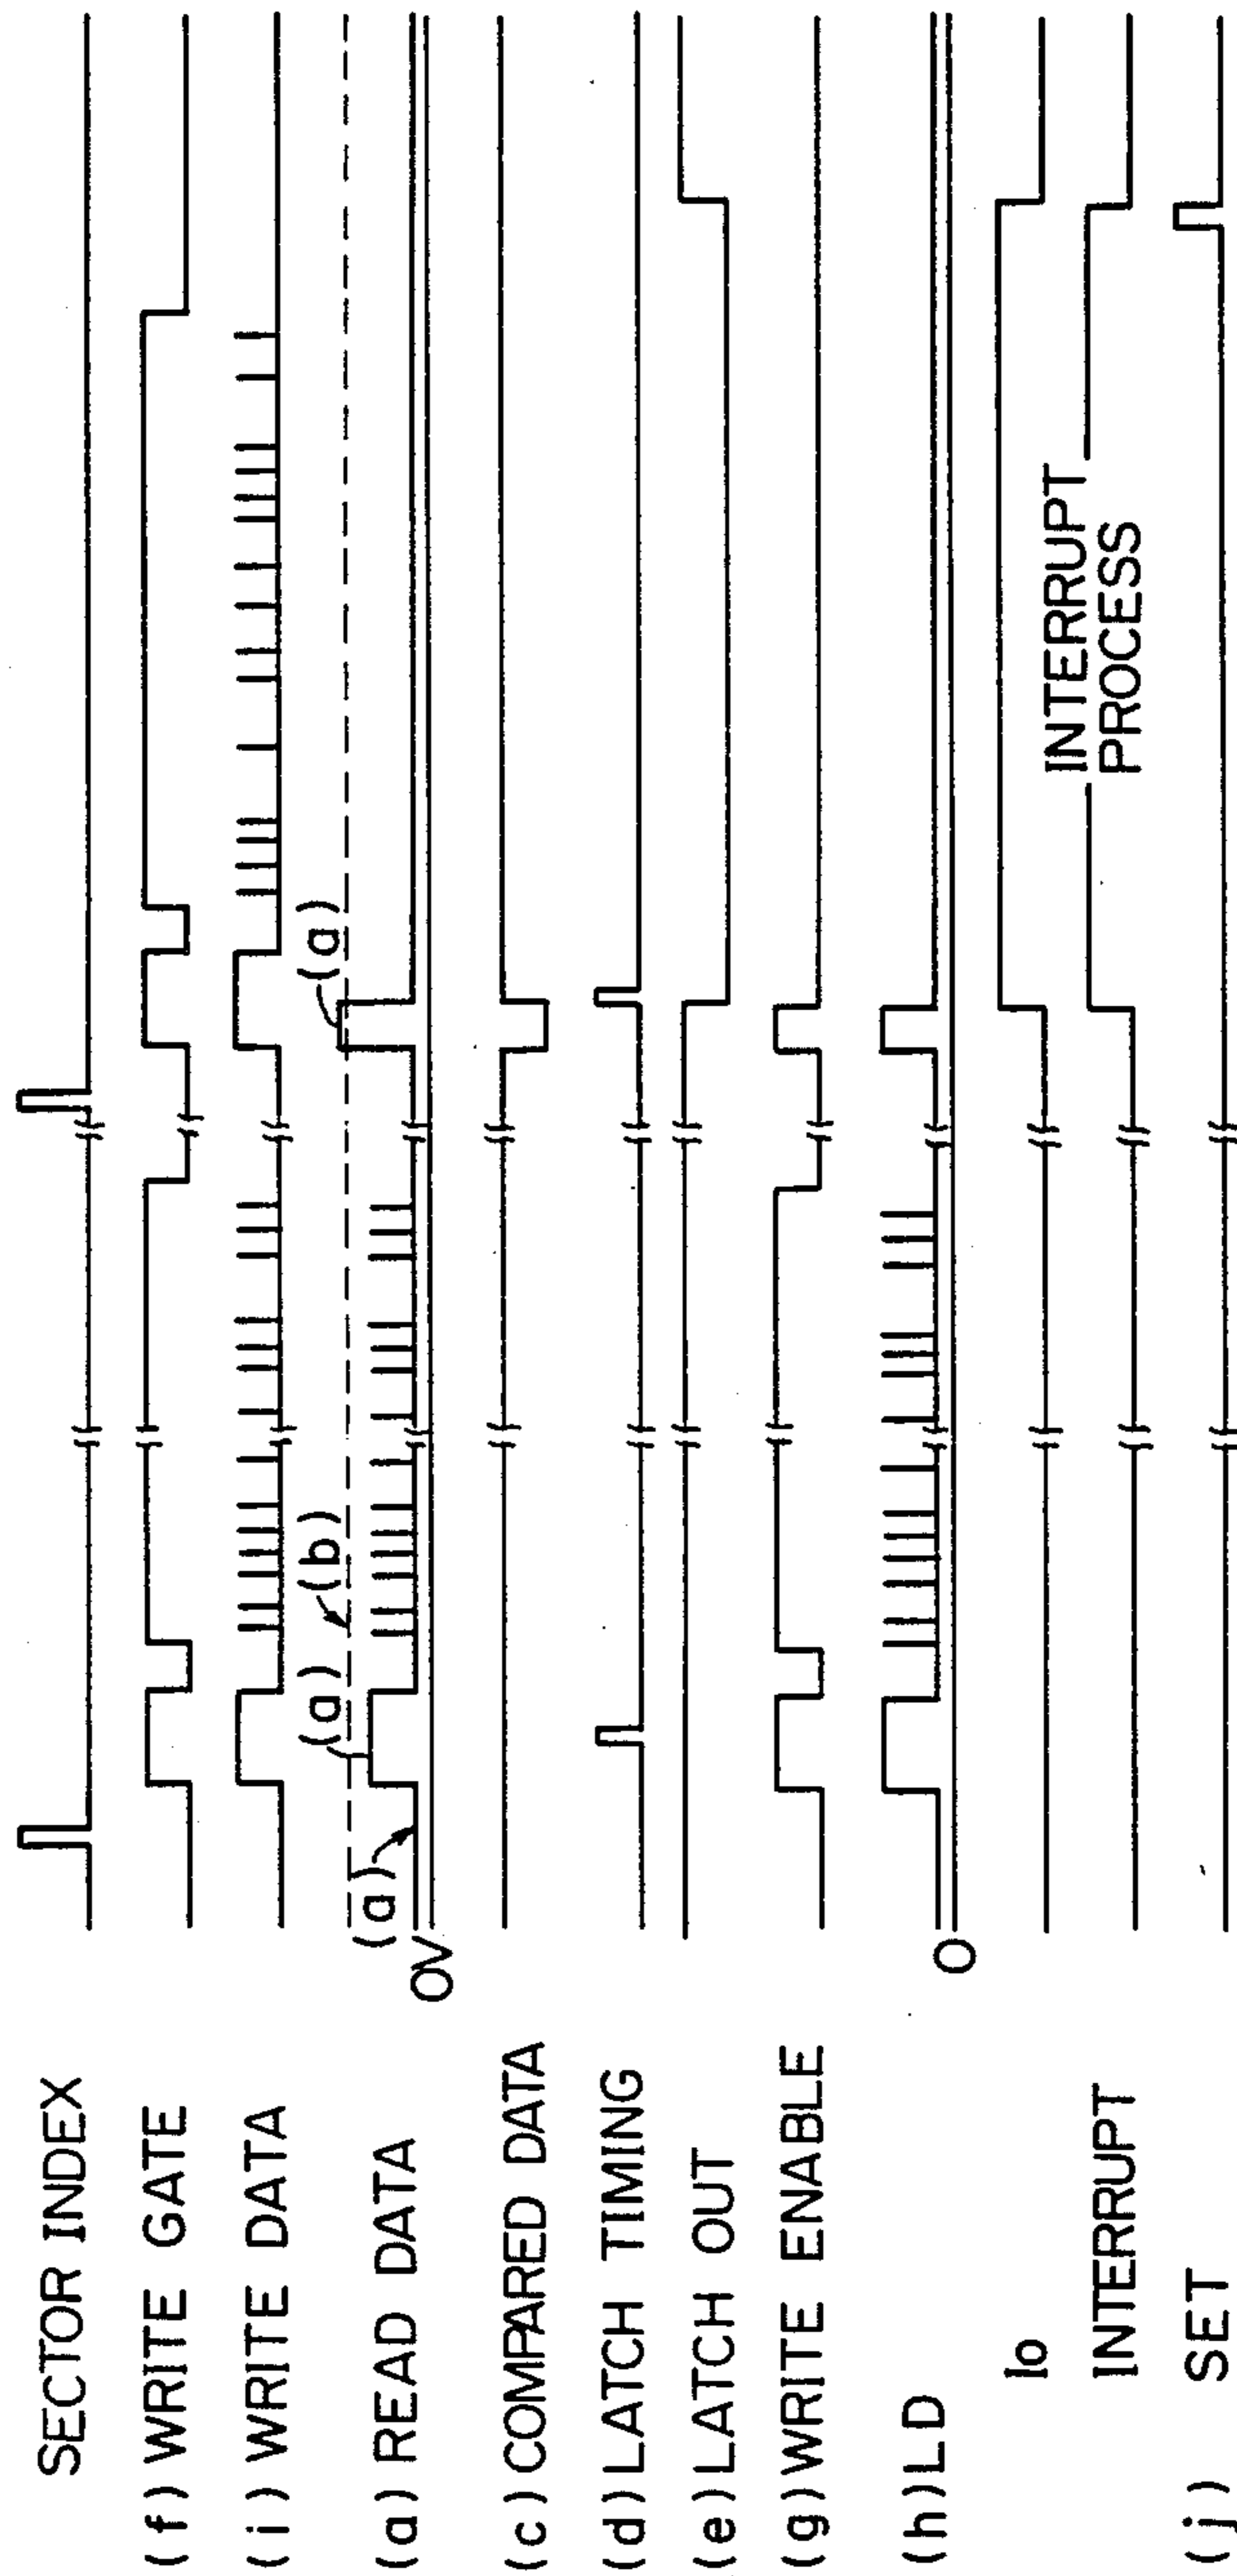 SECTOR INDEX
(f) WRITE GATE
(i) WRITE DATA
(a) READ DATA
(a)
0V
(a)
(b)
(a)
(c) COMPARED DATA
(d) LATCH TIMING
(e) LATCH OUT
(g) WRITE ENABLE
(h) LD
0
I0
INTERRUPT
INTERRUPT
PROCESS
(j) SET